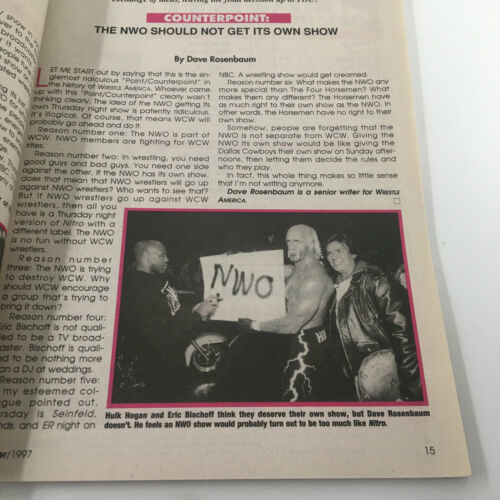 exchange of ideas, leaving the final decision up to YOU!
COUNTERPOINT:
THE NWO SHOULD NOT GET ITS OWN SHOW
By Dave Rosenbaum
LET ME START out by saying that this is the sin-
glemost ridiculous "Point/Counterpoint" in
the history of WRESTLE AMERICA. Whoever came
up with this "Point/Counterpoint" clearly wasn't
thinking clearly. The idea of the NWO getting its
own Thursday night show is patently ridiculous.
It's illogical. Of course, that means WCW will
probably go ahead and do it.
Reason number one: The NWO is part of
WCW. NWO members are fighting for WCW
titles.
Reason number two: In wrestling, you need
good guys and bad guys. You need one side
against the other. If the NWO has its own show,
does that mean that NWO wrestlers will go up
against NWO wrestlers? Who wants to see that?
But if NWO wrestlers go up against WCW
wrestlers, then all you
have is a Thursday night
version of Nitro with a
different label. The NWO
is no fun without WCW
wrestlers.
Reason number
three: The NWO is trying
to destroy WCW. Why
should WCW encourage
a group that's trying to
bring it down?
Reason number four:
Eric Bischoff is not quali-
fied to be a TV broad-
caster. Bischoff is quali-
ed to be nothing more
an a DJ at weddings.
Reason number five:
my esteemed col-
gue pointed out,
rsday is Seinfeld,
nds, and ER night on
NBC. A wrestling show would get creamed.
Reason number six: What makes the NWO any
more special than The Four Horsemen? What
makes them any different? The Horsemen have
as much right to their own show as the NWO. In
other words, the Horsemen have no right to their
own show.
Somehow, people are forgetting that the
NWO is not separate from WCW. Giving the
NWO its own show would be like giving the
Dallas Cowboys their own show on Sunday after-
noons, then letting them decide the rules and
who they play.
In fact, this whole thing makes so little sense
that I'm not writing anymore.
Dave Rosenbaum is a senior writer for WRESTLE
AMERICA.
NWO
Hulk Hogan and Eric Bischoff think they deserve their own show, but Dave Rosenbaum
doesn't. He feels an NWO show would probably turn out to be too much like Nitro.
er/1997
15